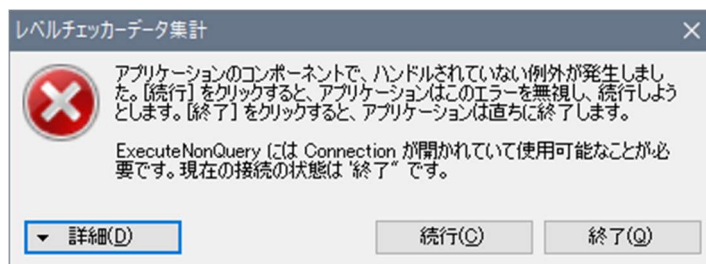 レベルチェッカーデータ集計
アプリケーションのコンポーネントで、ハンドルされていない例外が発生しまし
た。[続行] をクリックすると、アプリケーションはこのエラーを無視し、続行しよう
とします。[終了] をクリックすると、アプリケーションは直ちに終了します。
ExecuteNonQuery には Connection が開かれていて使用可能なことが必
要です。現在の接続の状態は '終了" です。
詳細(D)
続行(C)
終了(Q)